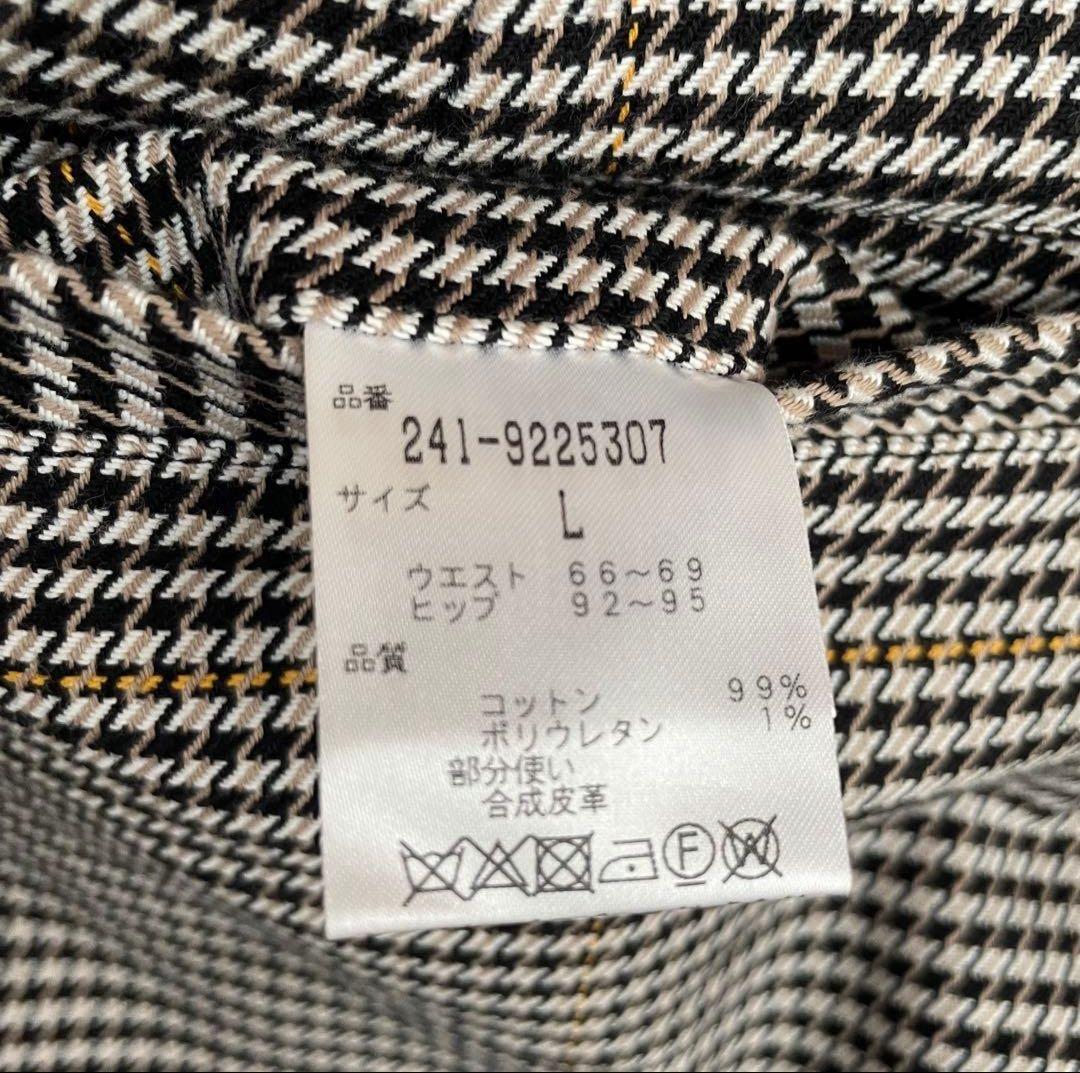 品番
241-9225307
サイズ
L
ウエスト 66~69
ヒップ 92~95
品質
コットン 99%
ポリウレタン 1%
部分使い
合成皮革
F W